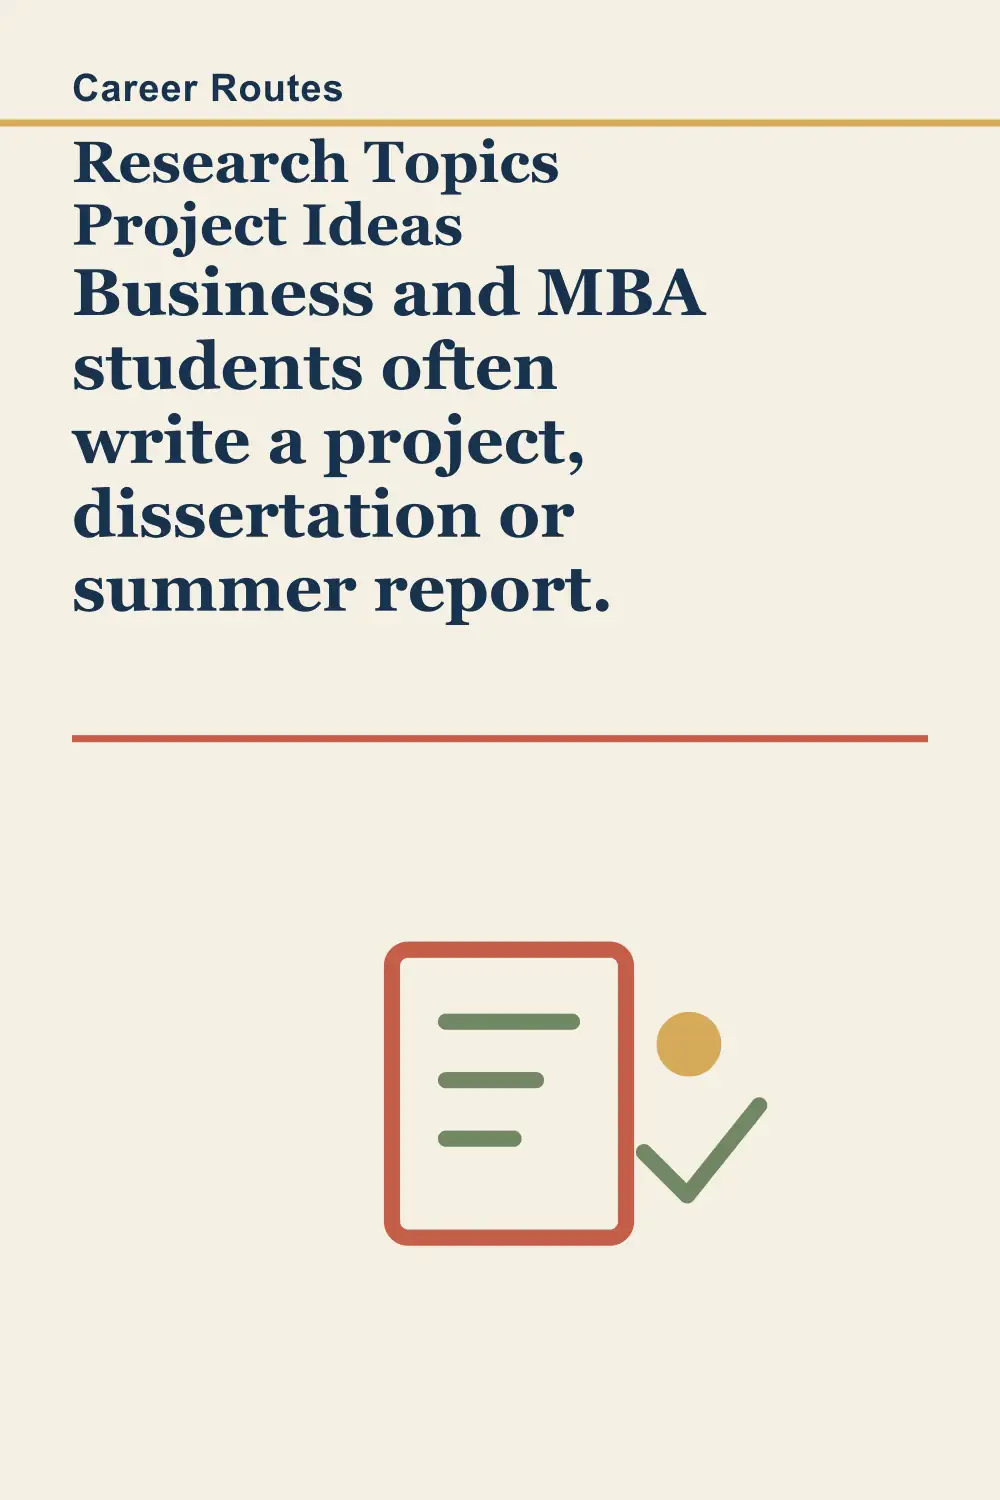 Career Routes
Research Topics
Project Ideas
Business and MBA
students often
write a project,
dissertation or
summer report.